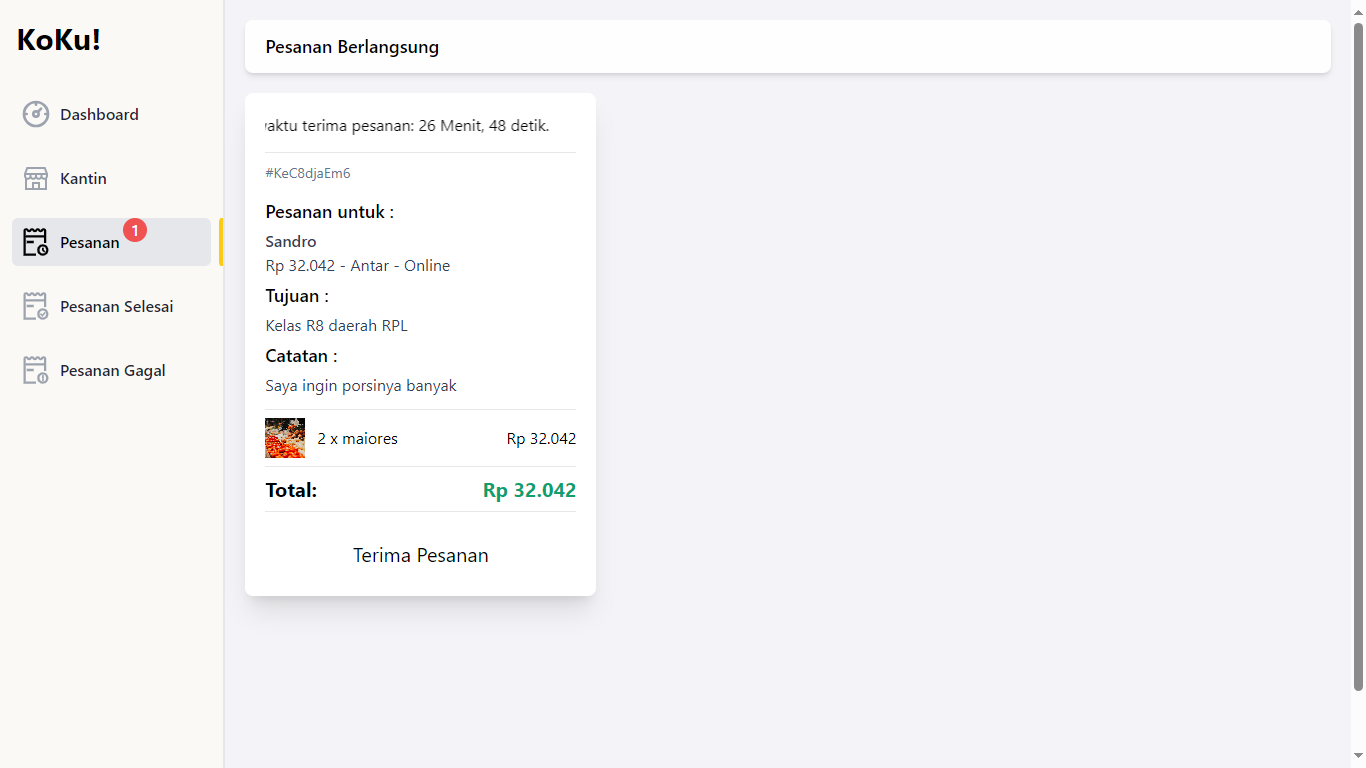 KoKu!
Dashboard
Kantin
Pesanan 1
Pesanan Selesai
Pesanan Gagal
Pesanan Berlangsung
terima pesanan: 26 Menit, 48 detik.
#KeC8djaEm6
Pesanan untuk :
Sandro
Rp 32.042 - Antar - Online
Tujuan :
Kelas R8 daerah RPL
Catatan :
Saya ingin porsinya banyak
2 x maiores Rp 32.042
Total: Rp 32.042
Terima Pesanan